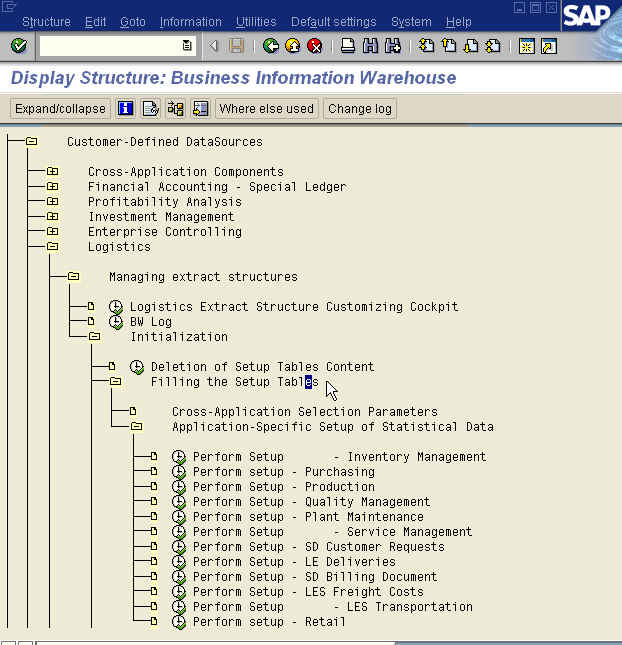 Structure Edit Goto Information Utilities Default settings System Help
SAP
Display Structure: Business Information Warehouse
Expand/collapse Where else used Change log
Customer-Defined DataSources
Cross-Application Components
Financial Accounting - Special Ledger
Profitability Analysis
Investment Management
Enterprise Controlling
Logistics
Managing extract structures
Logistics Extract Structure Customizing Cockpit
BW Log
Initialization
Deletion of Setup Tables Content
Filling the Setup Tables
Cross-Application Selection Parameters
Application-Specific Setup of Statistical Data
Perform Setup - Inventory Management
Perform setup - Purchasing
Perform setup - Production
Perform Setup - Quality Management
Perform setup - Plant Maintenance
Perform setup - Service Management
Perform Setup - SD Customer Requests
Perform setup - LE Deliveries
Perform setup - SD Billing Document
Perform setup - LES Freight Costs
Perform setup - LES Transportation
Perform setup - Retail